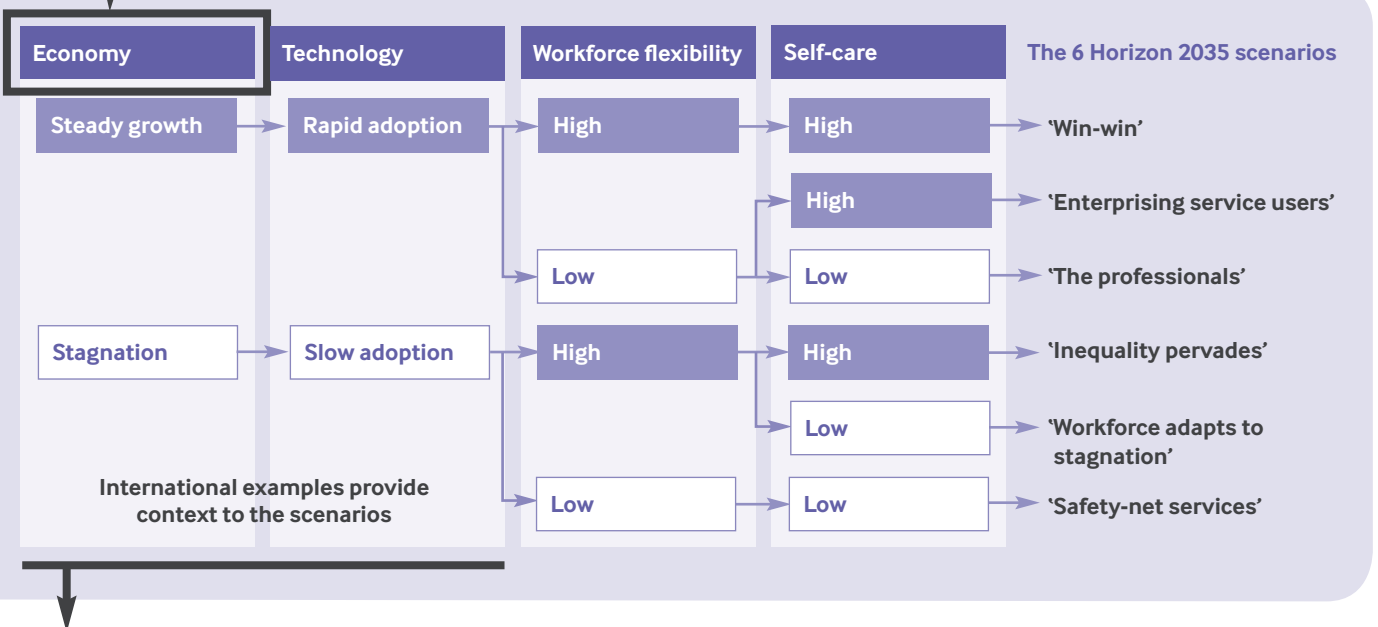 Economy
Technology
Workforce flexibility
Self-care
The 6 Horizon 2035 scenarios
Steady growth
Rapid adoption
High
High
‘Win-win’
High
‘Enterprising service users’
Low
Low
‘The professionals’
Stagnation
Slow adoption
High
High
‘Inequality pervades’
Low
‘Workforce adapts to
stagnation’
International examples provide
context to the scenarios
Low
Low
‘Safety-net services’